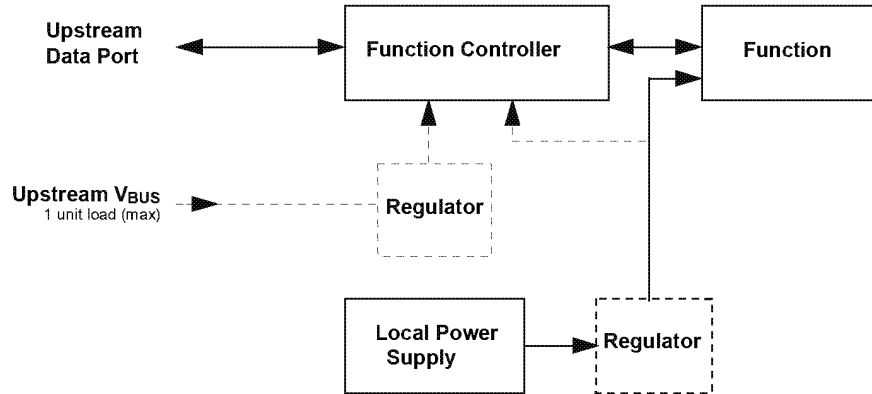 Upstream
Data Port
Function Controller
Function
Upstream VBUS
1 unit load (max)
Regulator
Local Power
Supply
Regulator